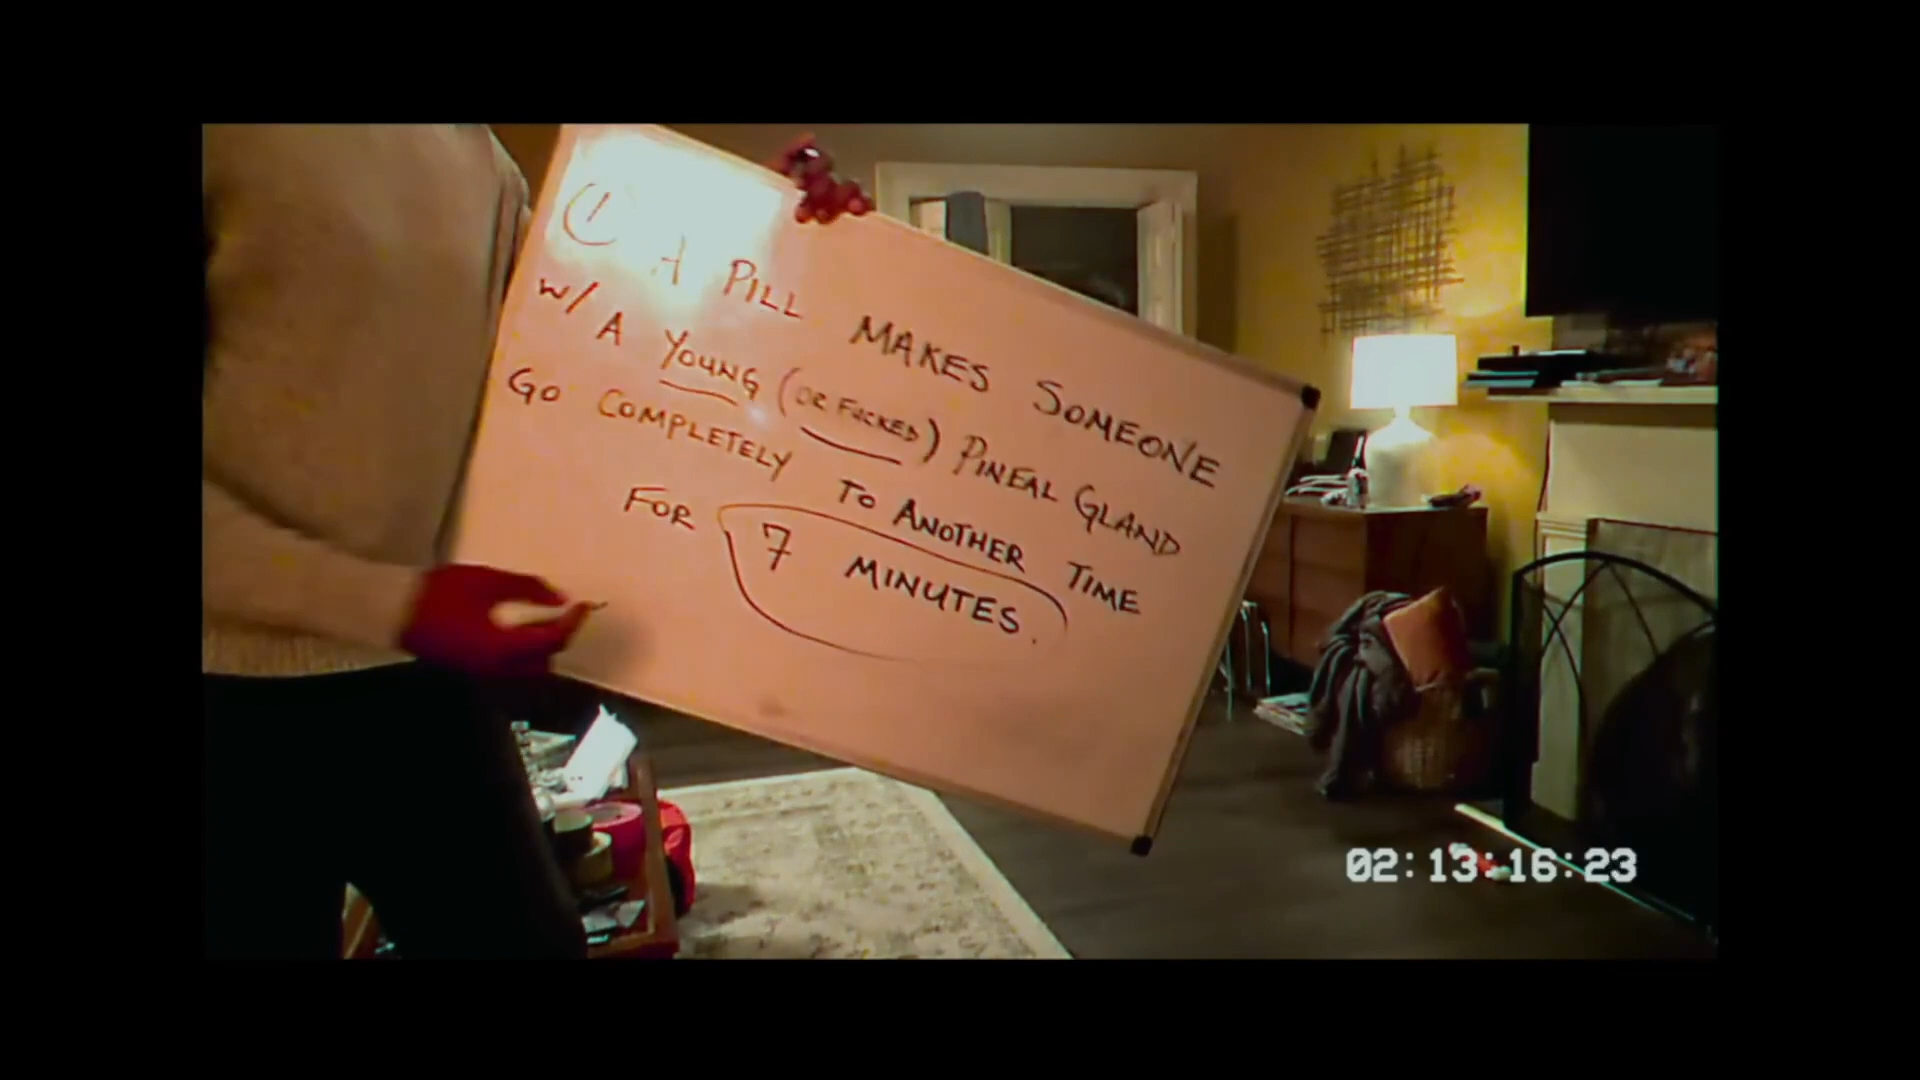 ① A PILL MAKES SOMEONE
W/ A YOUNG (OR FUCKED) PINEAL GLAND
GO COMPLETELY TO ANOTHER TIME
FOR 7 MINUTES.
02:13:16:23